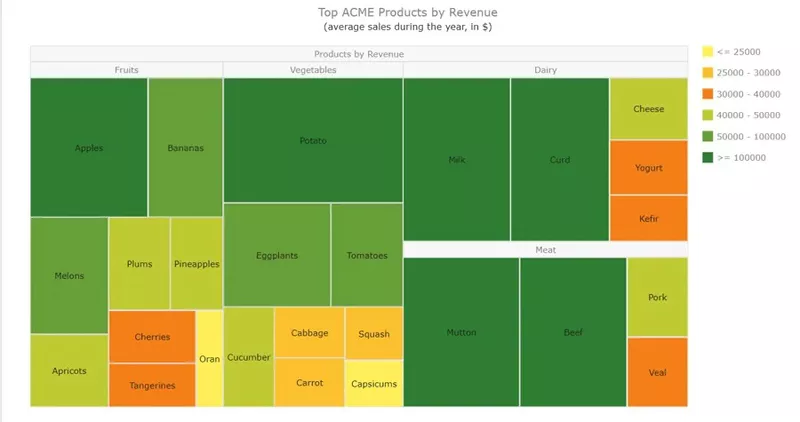 Top ACME Products by Revenue
(average sales during the year, in $)
Products by Revenue
Fruits
Vegetables
Dairy
Apples
Bananas
Melons
Plums
Pineapples
Apricots
Cherries
Tangerines
Oran
Poteto
Eggplants
Tomatoes
Cucumber
Cabbage
Carrot
Squash
Capsicums
Milk
Curd
Cheese
Yogurt
Kefir
Meat
Mutton
Beef
Pork
Veal
<= 25000
25000 - 30000
30000 - 40000
40000 - 50000
50000 - 100000
>= 100000